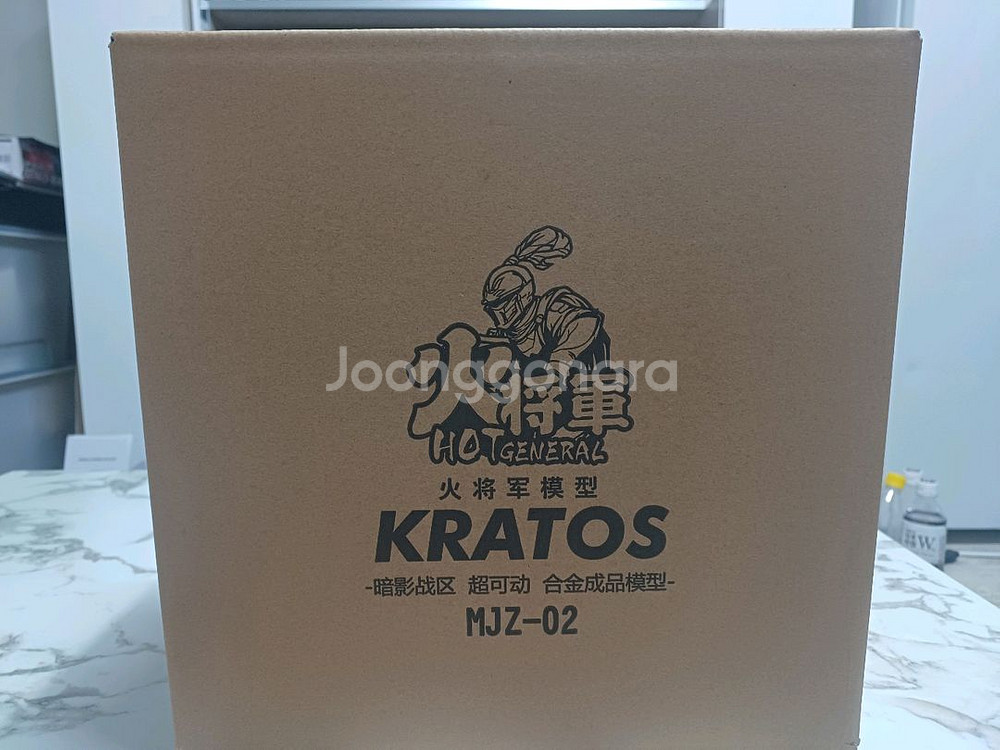 Joonggonara
火将軍
HOT GENERAL
火将军模型
KRATOS
-暗影战区 超可动 合金成品模型-
MJZ-02
W.